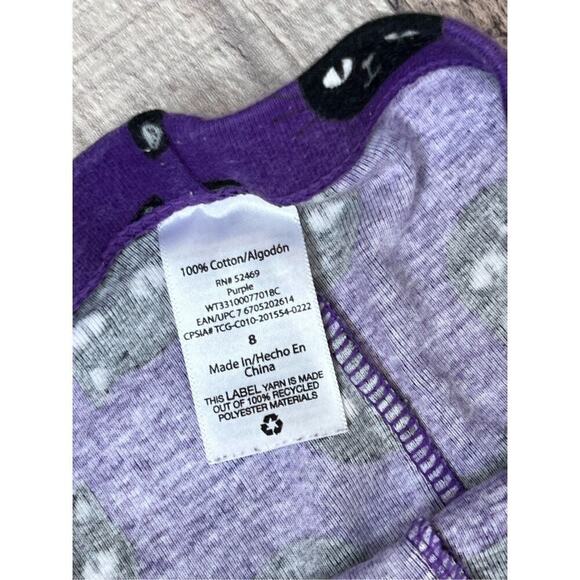 100% Cotton/Algodón
RN# 52469
Purple
WT33100077018C
EAN/UPC 7 6705202614
CPSIA# TCG-C010-201554-0222
8
Made in/Hecho En
China
THIS LABEL YARN IS MADE
OUT OF 100% RECYCLED
POLYESTER MATERIALS